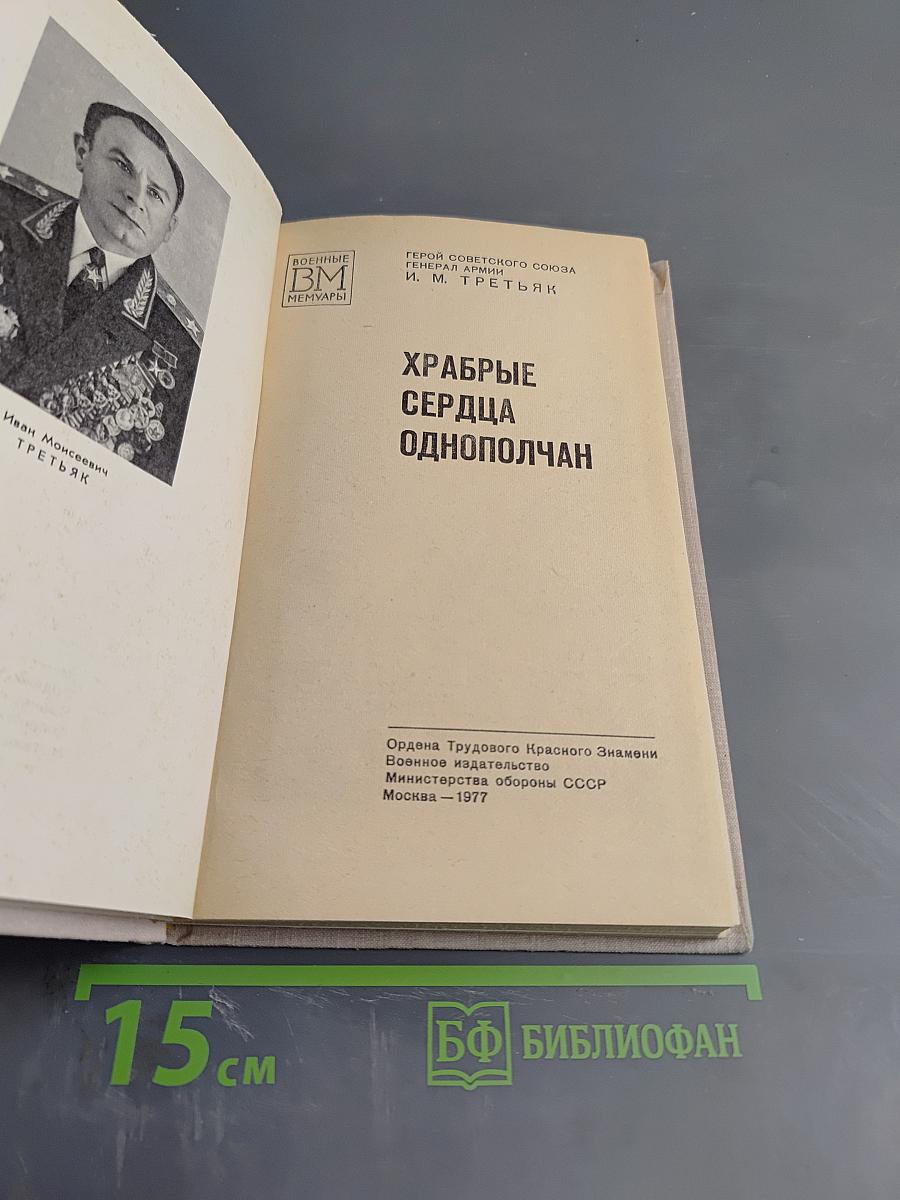 Иван Моисеевич
ТРЕТЬЯК
ВОЕННЫЕ
ВМ
МЕМУАРЫ
ГЕРОЙ СОВЕТСКОГО СОЮЗА
ГЕНЕРАЛ АРМИИ
И. М. ТРЕТЬЯК
ХРАБРЫЕ
СЕРДЦА
ОДНОПОЛЧАН
Ордена Трудового Красного Знамени
Военное издательство
Министерства обороны СССР
Москва — 1977
15 см
БФ БИБЛИОФАН